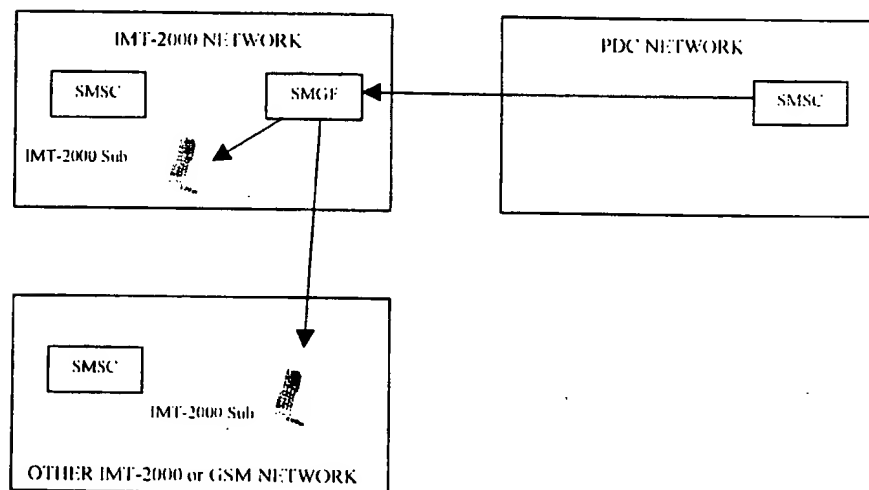 IMT-2000 NETWORK
SMSC
SMGF
IMT-2000 Sub
PDC NETWORK
SMSC
SMSC
IMT-2000 Sub
OTHER IMT-2000 or GSM NETWORK